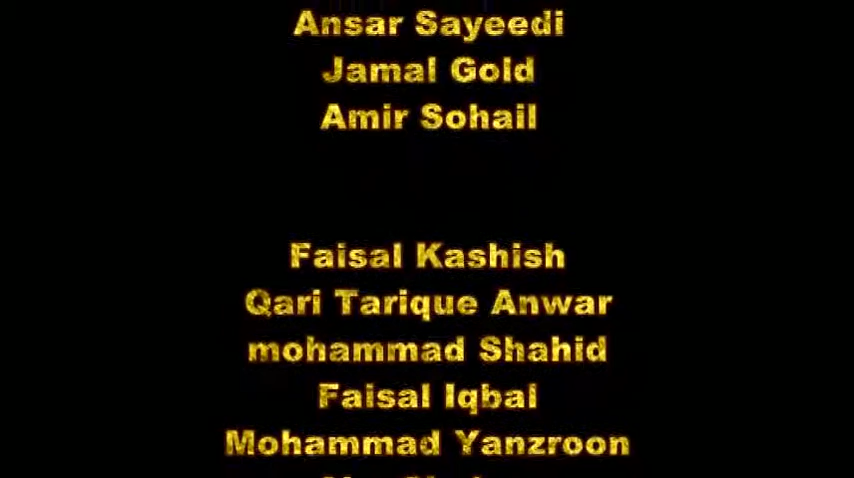 Ansar Sayeedi
Jamal Gold
Amir Sohail
Faisal Kashish
Qari Tarique Anwar
mohammad Shahid
Faisal Iqbal
Mohammad Yanzroon